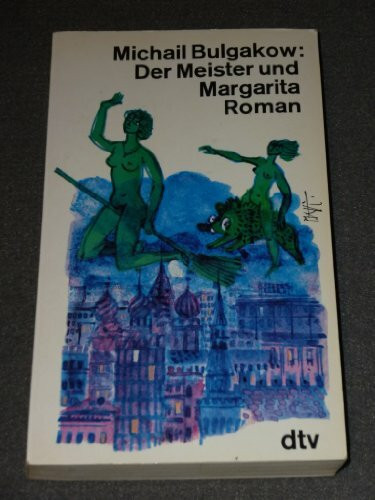 Michail Bulgakow:
Der Meister und
Margarita
Roman
dtv